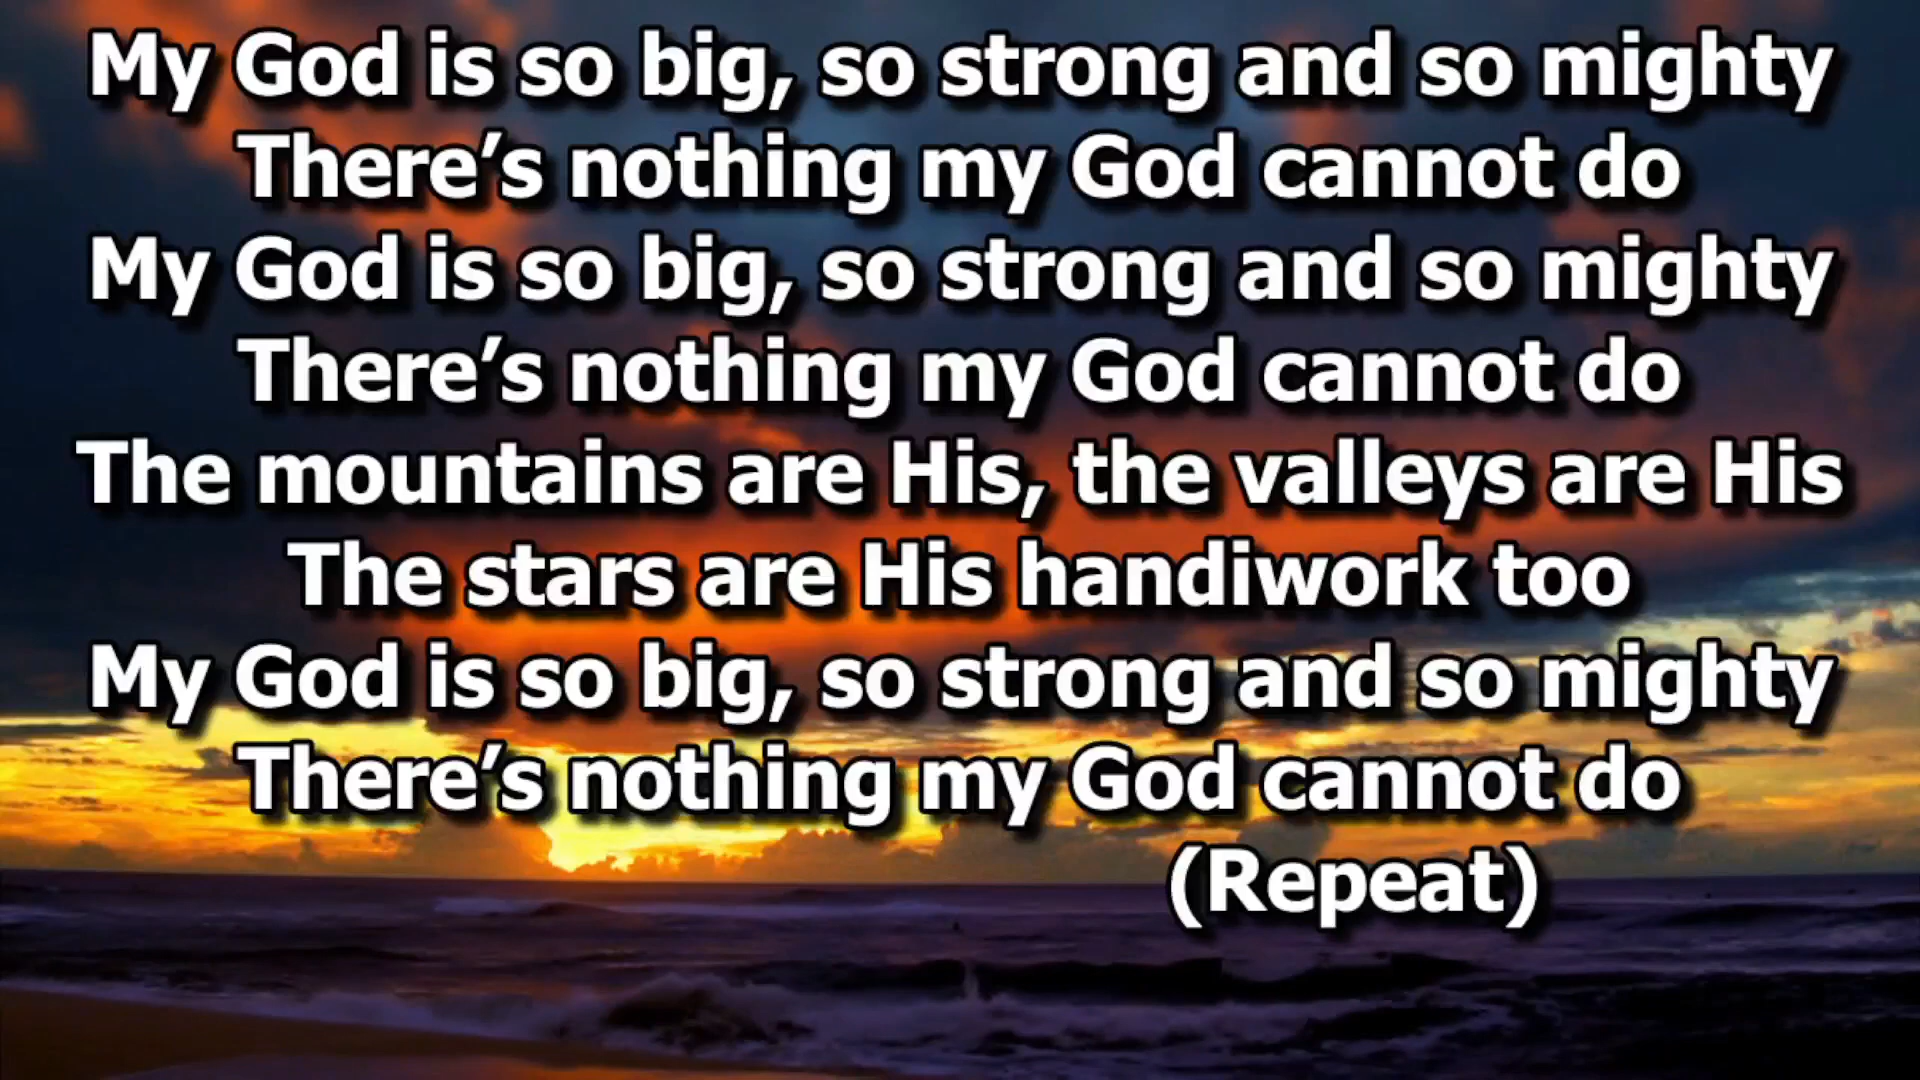 My God is so big, so strong and so mighty
There’s nothing my God cannot do
My God is so big, so strong and so mighty
There’s nothing my God cannot do
The mountains are His, the valleys are His
The stars are His handiwork too
My God is so big, so strong and so mighty
There’s nothing my God cannot do
(Repeat)